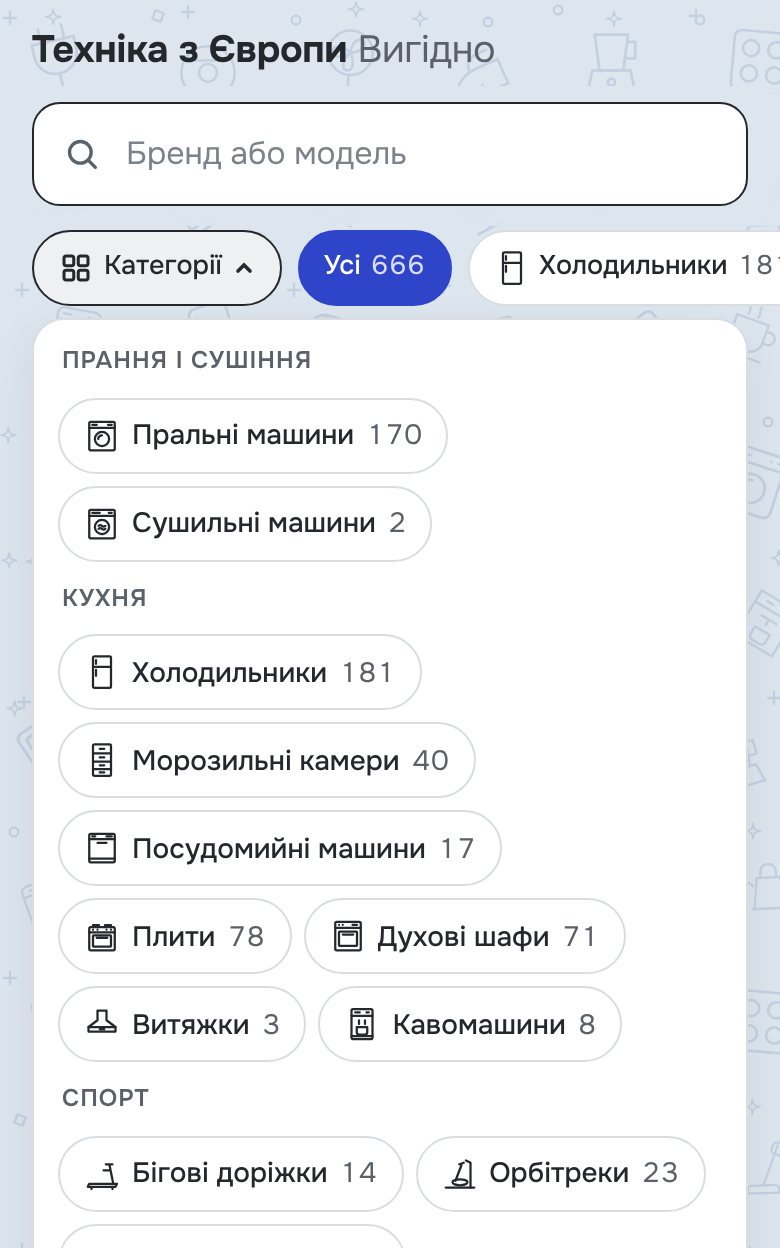 Техніка з Європи Вигідно
Бренд або модель
Категорії Усі 666 Холодильники 181
ПРАННЯ І СУШІННЯ
Пральні машини 170
Сушильні машини 2
КУХНЯ
Холодильники 181
Морозильні камери 40
Посудомийні машини 17
Плити 78 Духові шафи 71
Витяжки 3 Кавомашини 8
СПОРТ
Бігові доріжки 14 Орбітреки 23